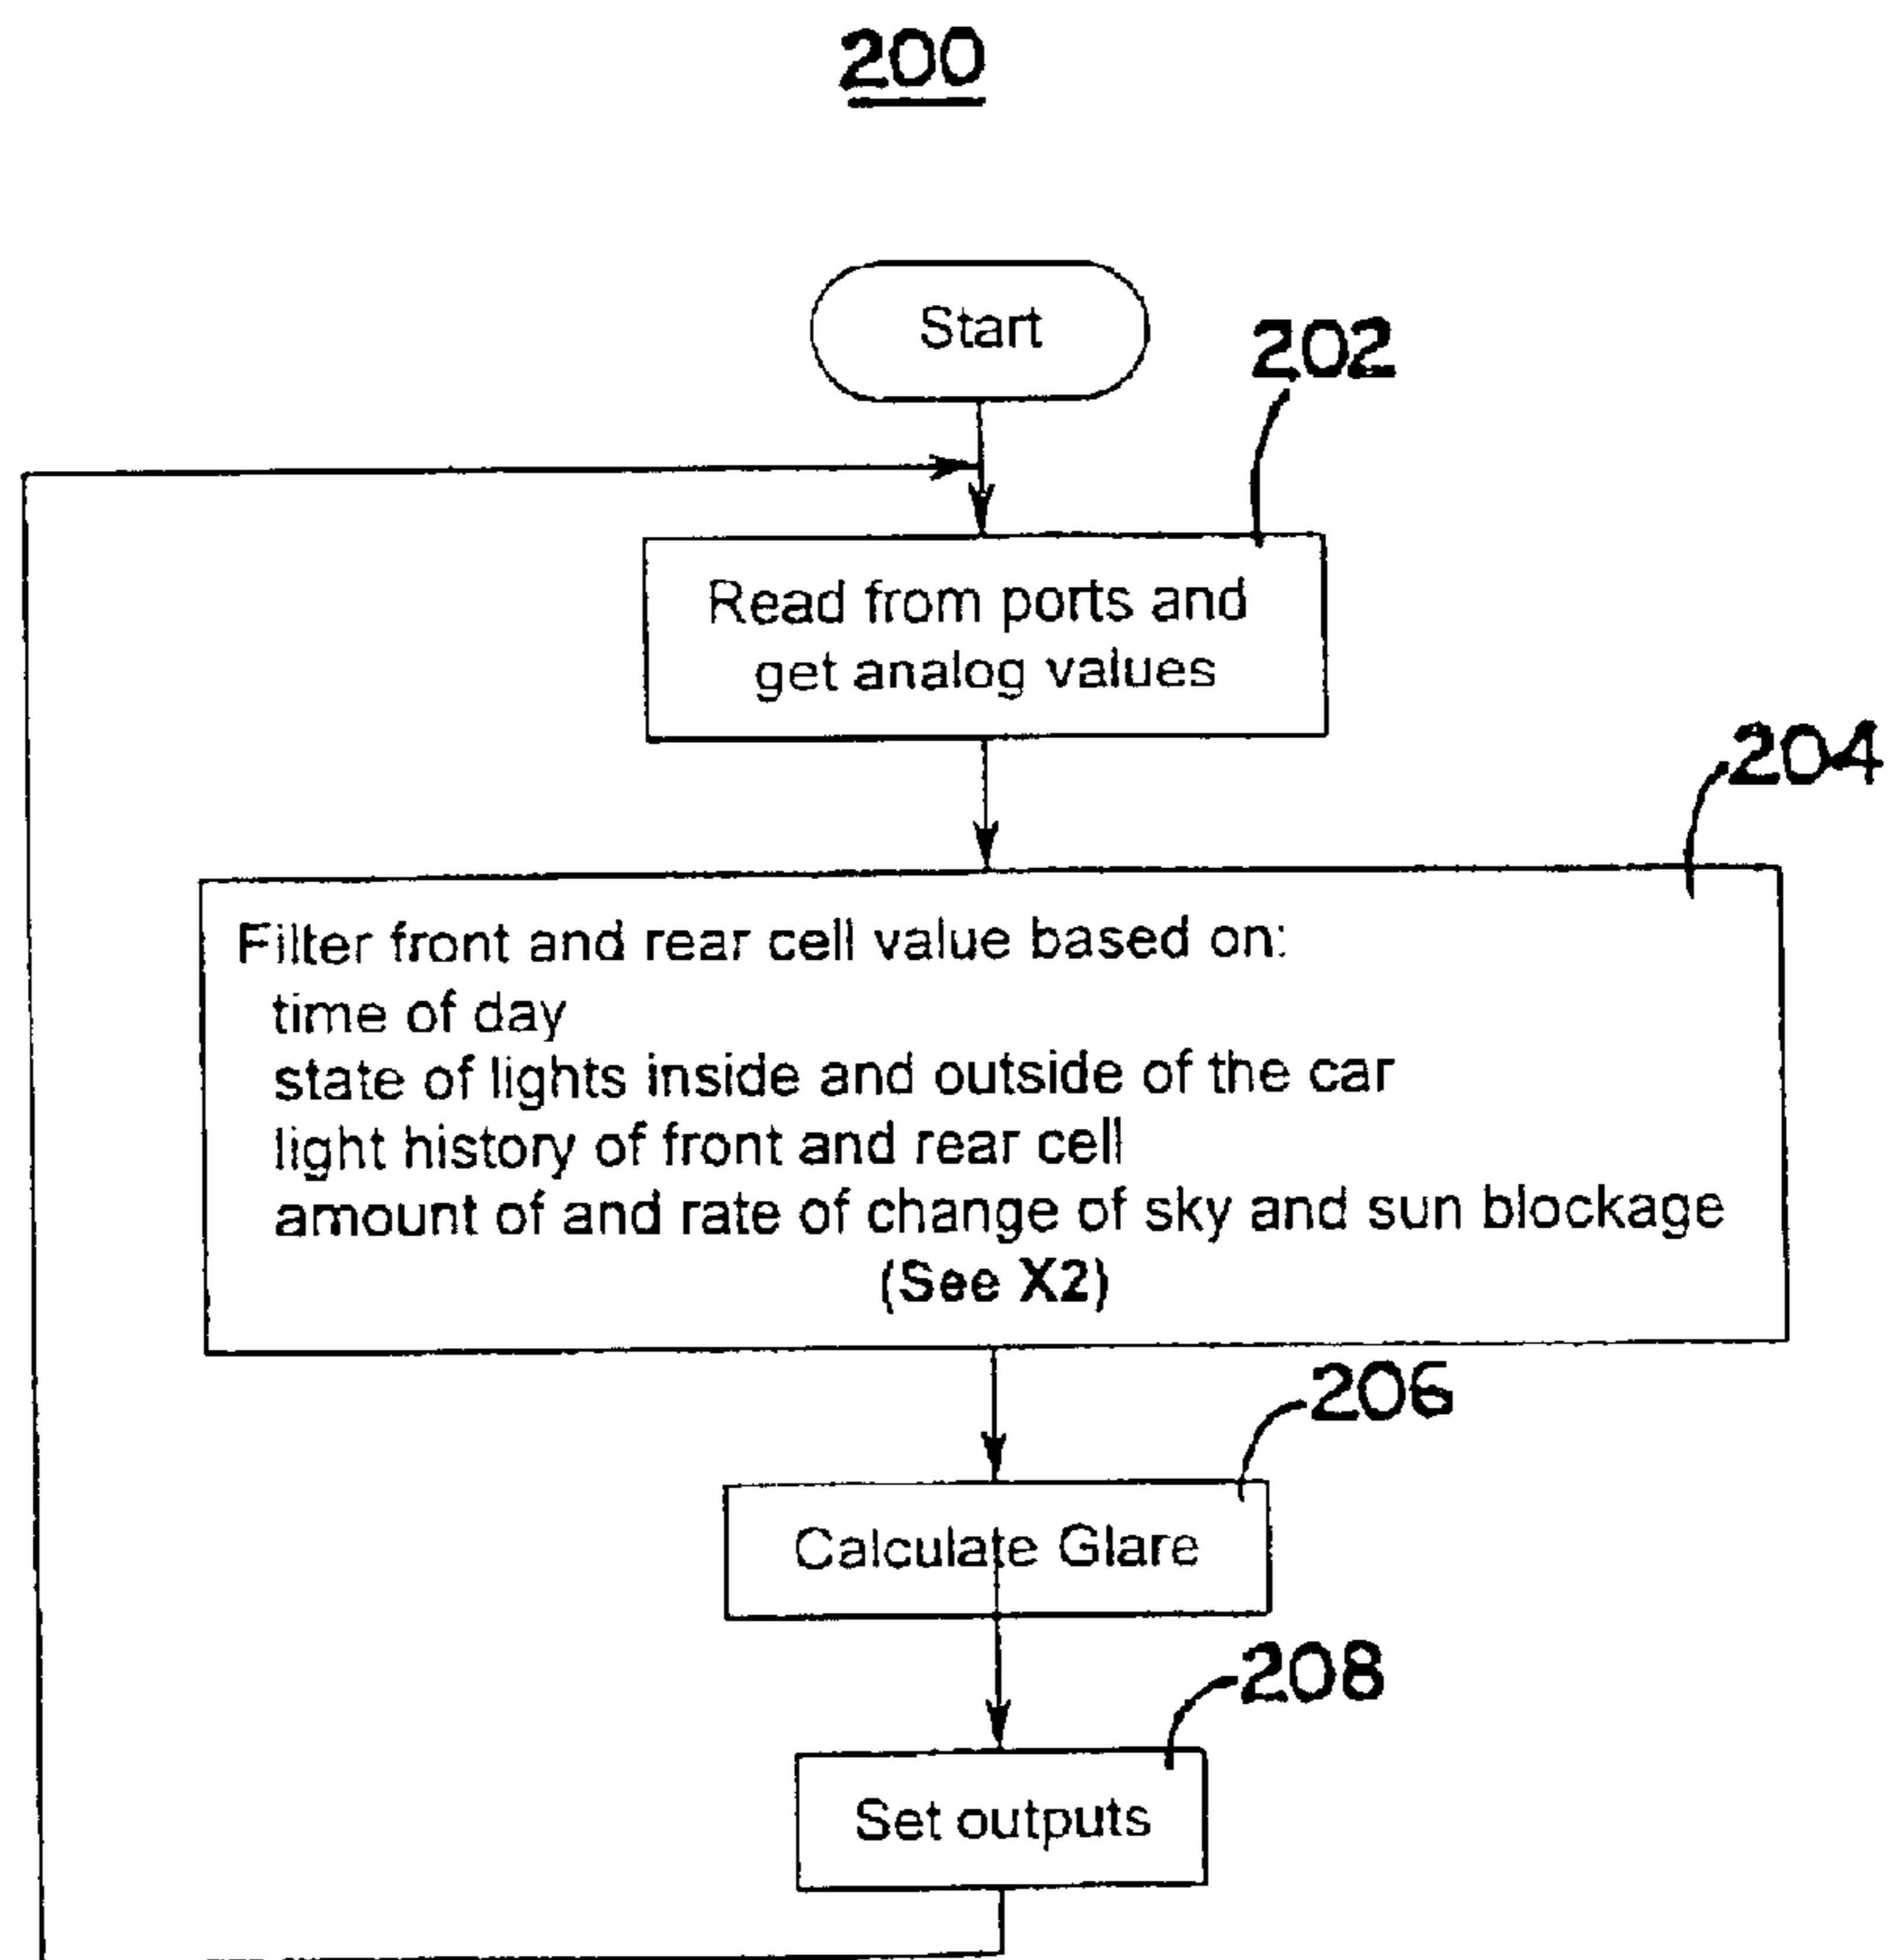 200
Start
202
Read from ports and
get analog values
204
Filter front and rear cell value based on:
time of day
state of lights inside and outside of the car
light history of front and rear cell
amount of and rate of change of sky and sun blockage
(See X2)
206
Calculate Glare
208
Set outputs